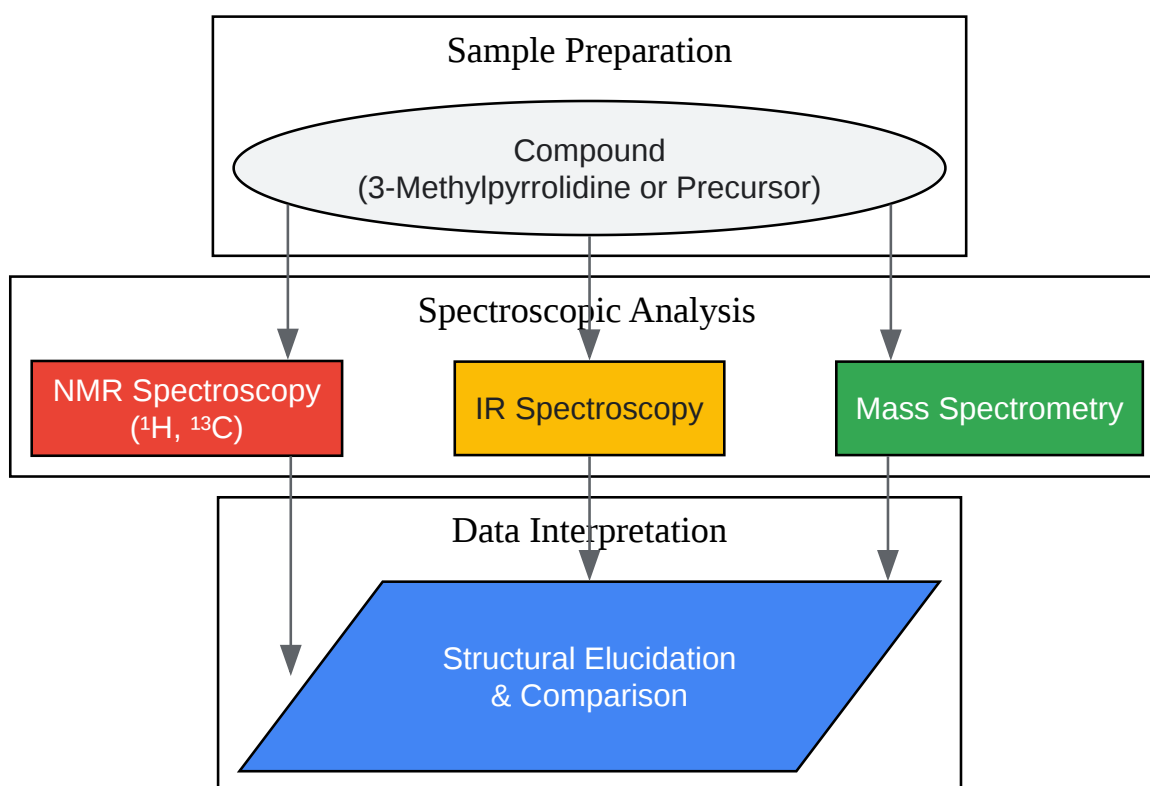 Sample Preparation
Compound
(3-Methylpyrrolidine or Precursor)
Spectroscopic Analysis
NMR Spectroscopy
(¹H, ¹³C)
IR Spectroscopy
Mass Spectrometry
Data Interpretation
Structural Elucidation
& Comparison